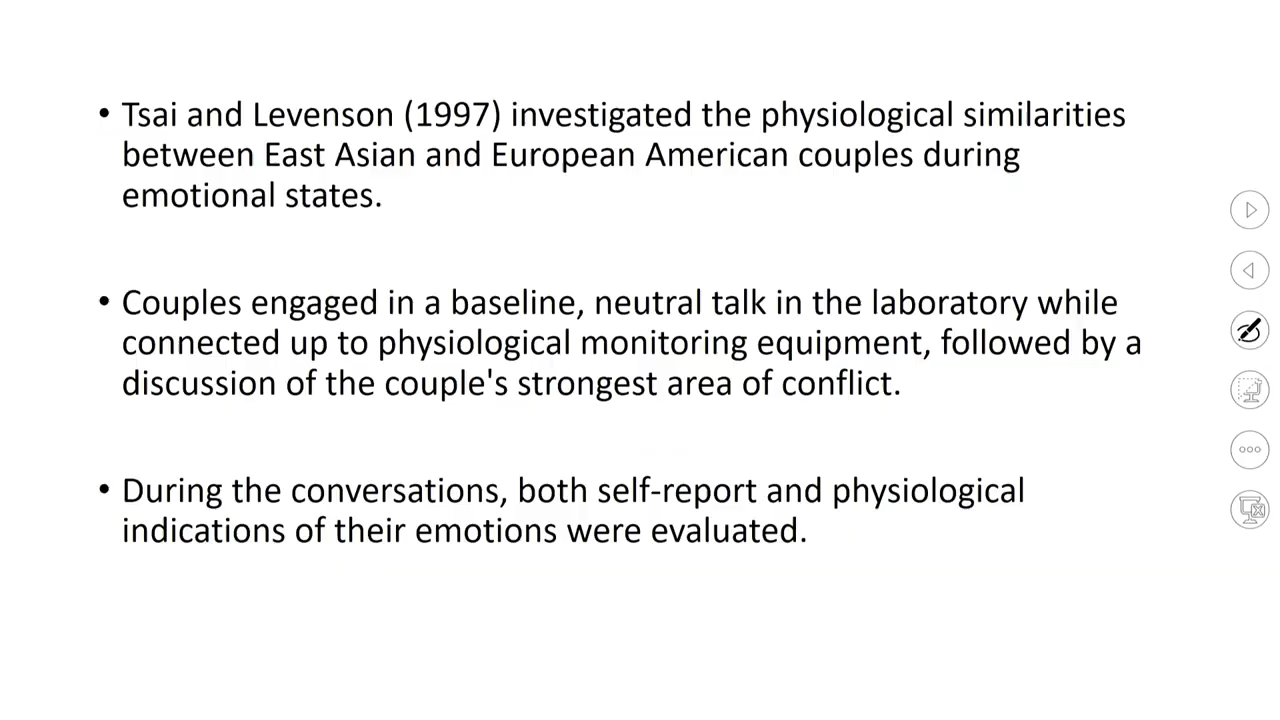 • Tsai and Levenson (1997) investigated the physiological similarities
between East Asian and European American couples during
emotional states.
• Couples engaged in a baseline, neutral talk in the laboratory while
connected up to physiological monitoring equipment, followed by a
discussion of the couple's strongest area of conflict.
• During the conversations, both self-report and physiological
indications of their emotions were evaluated.